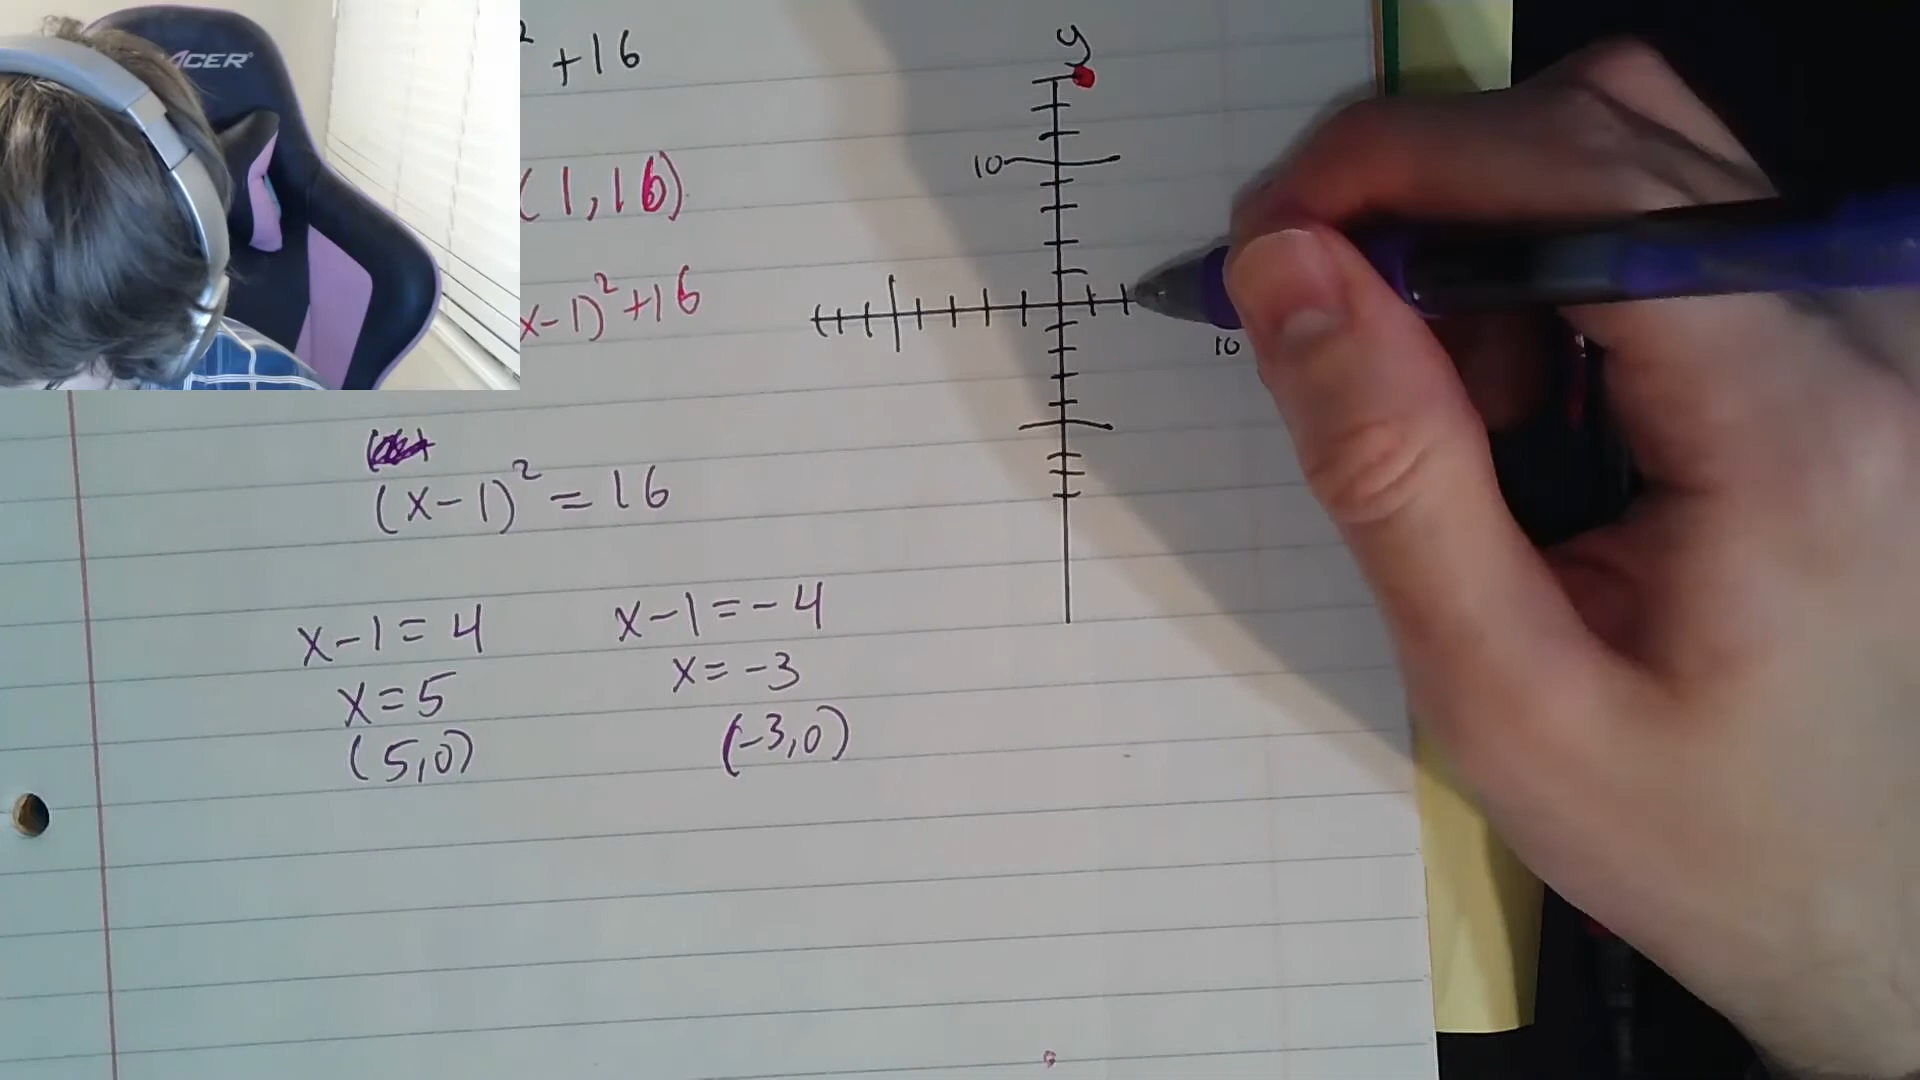 ACER
² +16
y
10
(1,16)
x-1)² +16
10
(x-1)² = 16
x-1 = 4
x-1 = -4
x = 5
x = -3
(5,0)
(-3,0)